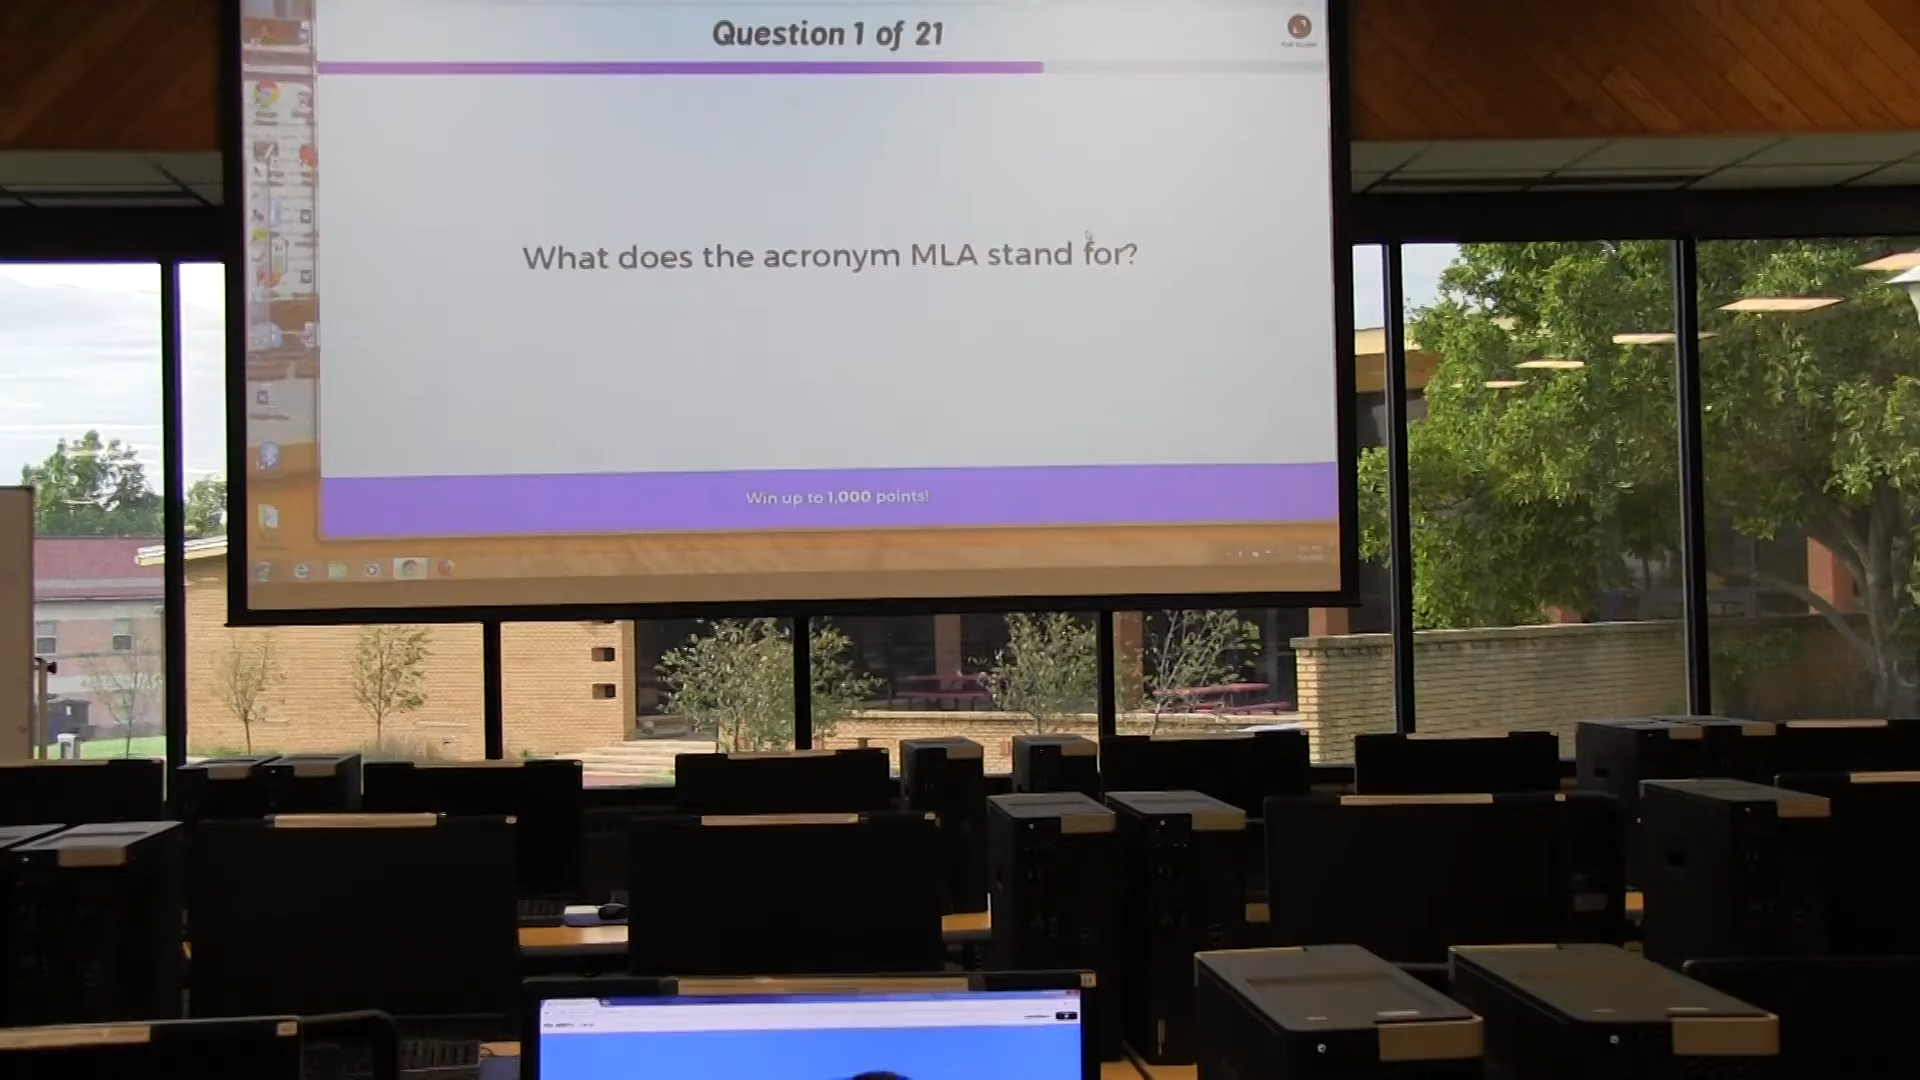 Question 1 of 21
What does the acronym MLA stand for?
Win up to 1,000 points!